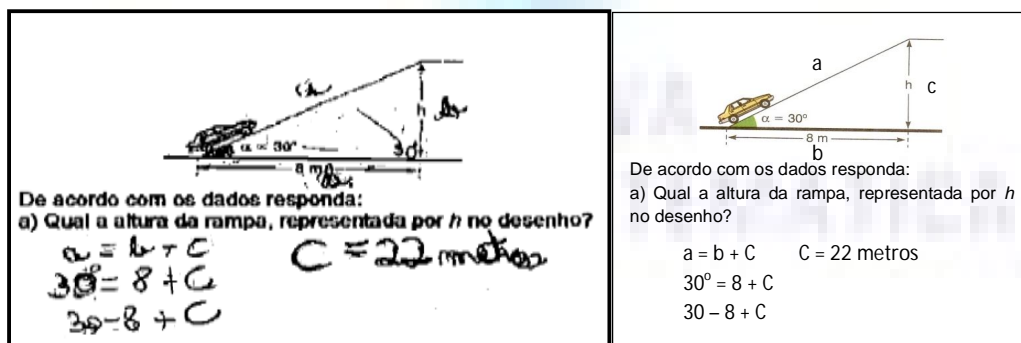 h
α = 30°
30
8 m
De acordo com os dados responda:
a) Qual a altura da rampa, representada por h no desenho?
a = b + C
C = 22 metros
30° = 8 + C
30-8 + C
a
h
C
α = 30°
8 m
b
De acordo com os dados responda:
a) Qual a altura da rampa, representada por h
no desenho?
a = b + C C = 22 metros
30º = 8 + C
30 – 8 + C